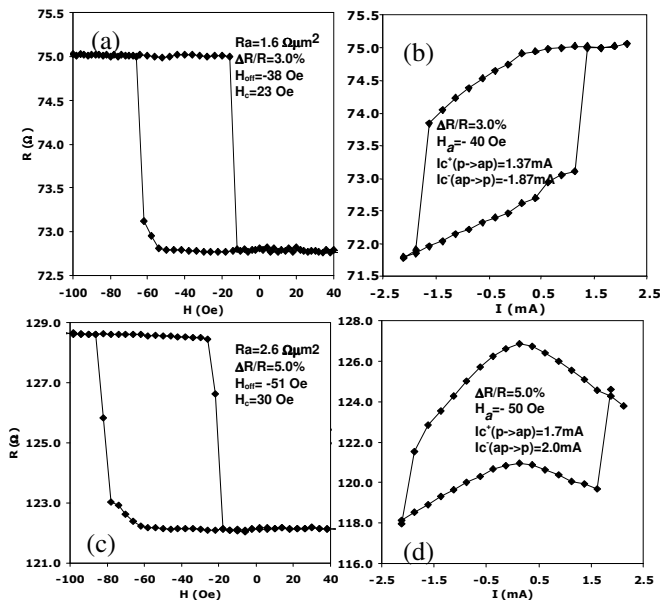 (a)
Ra=1.6 Ωμm2
ΔR/R=3.0%
Hoff=-38 Oe
Hc=23 Oe
75.0
74.5
74.0
73.5
73.0
72.5
R (Ω)
-100 -80 -60 -40 -20 0 20 40
H (Oe)
(b)
ΔR/R=3.0%
Ha=- 40 Oe
Ic+(p->ap)=1.37mA
Ic-(ap->p)=-1.87mA
75.5
75.0
74.5
74.0
73.5
73.0
72.5
72.0
71.5
-2.5 -1.5 -0.5 0.5 1.5 2.5
I (mA)
(c)
Ra=2.6 Ωμm2
ΔR/R=5.0%
Hoff= -51 Oe
Hc=30 Oe
129.0
127.0
125.0
123.0
121.0
R(Ω)
-100 -80 -60 -40 -20 0 20 40
H (Oe)
(d)
ΔR/R=5.0%
Ha=- 50 Oe
Ic+(p->ap)=1.7mA
Ic-(ap->p)=2.0mA
128.0
126.0
124.0
122.0
120.0
118.0
116.0
-2.5 -1.5 -0.5 0.5 1.5 2.5
I (mA)